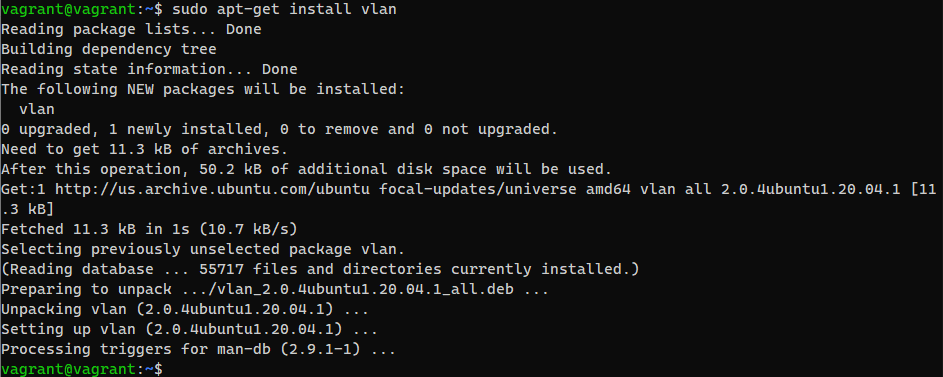 vagrant@vagrant:~$ sudo apt-get install vlan
Reading package lists... Done
Building dependency tree
Reading state information... Done
The following NEW packages will be installed:
  vlan
0 upgraded, 1 newly installed, 0 to remove and 0 not upgraded.
Need to get 11.3 kB of archives.
After this operation, 50.2 kB of additional disk space will be used.
Get:1 http://us.archive.ubuntu.com/ubuntu focal-updates/universe amd64 vlan all 2.0.4ubuntu1.20.04.1 [11
.3 kB]
Fetched 11.3 kB in 1s (10.7 kB/s)
Selecting previously unselected package vlan.
(Reading database ... 55717 files and directories currently installed.)
Preparing to unpack .../vlan_2.0.4ubuntu1.20.04.1_all.deb ...
Unpacking vlan (2.0.4ubuntu1.20.04.1) ...
Setting up vlan (2.0.4ubuntu1.20.04.1) ...
Processing triggers for man-db (2.9.1-1) ...
vagrant@vagrant:~$